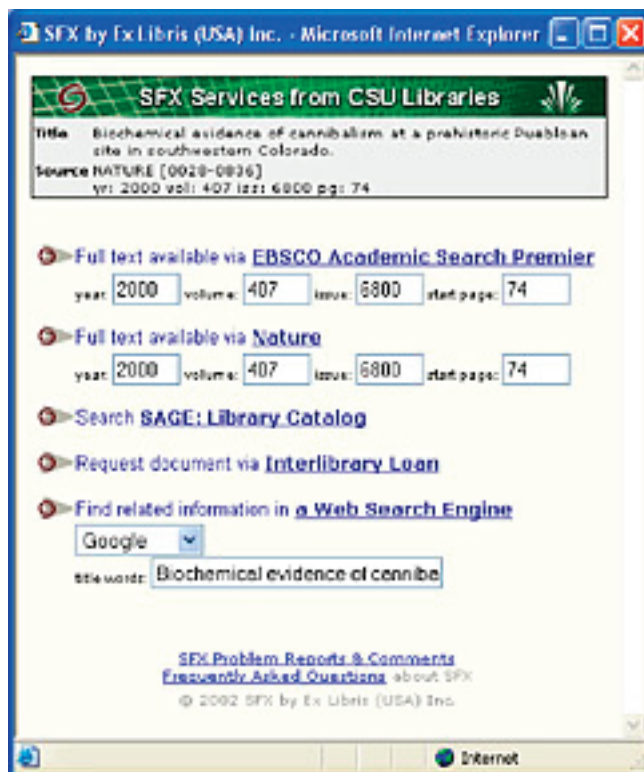 SFX by Ex Libris (USA) Inc. - Microsoft Internet Explorer
SFX Services from CSU Libraries
Title Biochemical evidence of cannibalism at a prehistoric Puebloan
site in southwestern Colorado.
Source NATURE [0028-0836]
yr: 2000 vol: 407 iss: 6800 pg: 74
Full text available via EBSCO Academic Search Premier
year: 2000 volume: 407 issue: 6800 start page: 74
Full text available via Nature
year: 2000 volume: 407 issue: 6800 start page: 74
Search SAGE: Library Catalog
Request document via Interlibrary Loan
Find related information in a Web Search Engine
Google
title words: Biochemical evidence of canniba
SFX Problem Reports & Comments
Frequently Asked Questions about SFX
© 2002 SFX by Ex Libris (USA) Inc.
Internet